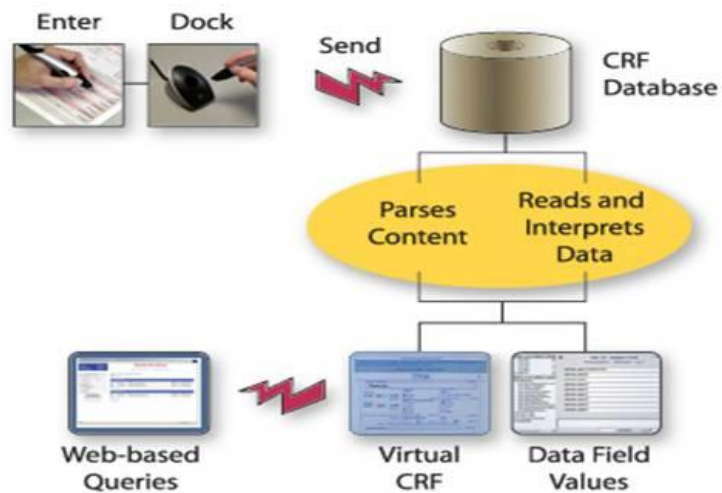 Enter
Dock
Send
CRF
Database
Parses
Content
Reads and
Interprets
Data
Web-based
Queries
Virtual
CRF
Data Field
Values